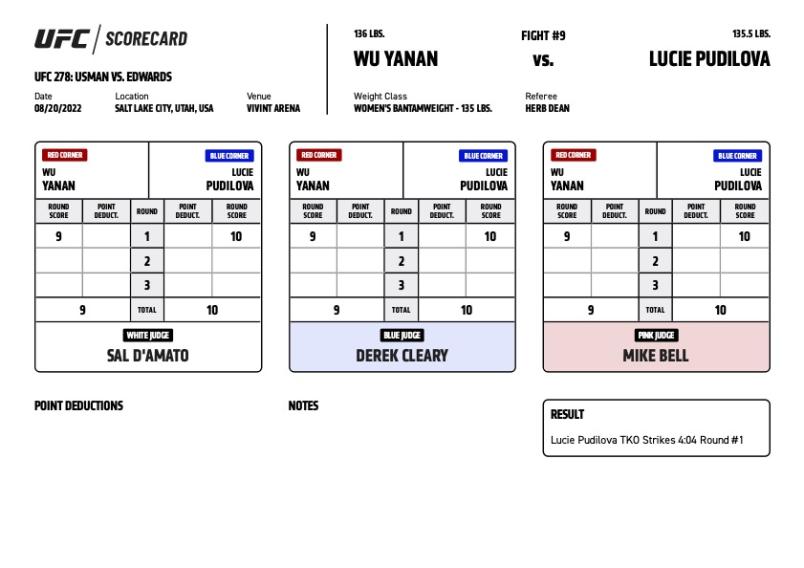 UFC / SCORECARD
UFC 278: USMAN VS. EDWARDS
Date Location Venue
08/20/2022 SALT LAKE CITY, UTAH, USA VIVINT ARENA
136 LBS. FIGHT #9 135.5 LBS.
WU YANAN VS. LUCIE PUDILOVA
Weight Class Referee
WOMEN'S BANTAMWEIGHT - 135 LBS. HERB DEAN
RED CORNER BLUE CORNER
WU LUCIE
YANAN PUDILOVA
ROUND SCORE POINT DEDUCT. ROUND POINT DEDUCT. ROUND SCORE
9 1 10
2
3
9 TOTAL 10
WHITE JUDGE
SAL D'AMATO
RED CORNER BLUE CORNER
WU LUCIE
YANAN PUDILOVA
ROUND SCORE POINT DEDUCT. ROUND POINT DEDUCT. ROUND SCORE
9 1 10
2
3
9 TOTAL 10
BLUE JUDGE
DEREK CLEARY
RED CORNER BLUE CORNER
WU LUCIE
YANAN PUDILOVA
ROUND SCORE POINT DEDUCT. ROUND POINT DEDUCT. ROUND SCORE
9 1 10
2
3
9 TOTAL 10
PINK JUDGE
MIKE BELL
POINT DEDUCTIONS
NOTES
RESULT
Lucie Pudilova TKO Strikes 4:04 Round #1